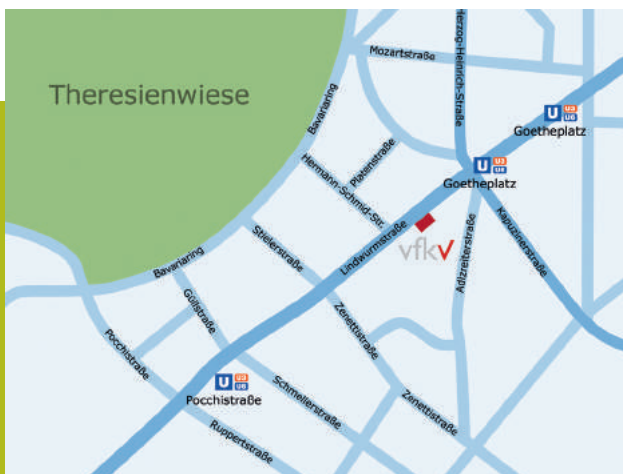 Mozartstraße
Herzog-Heinrich-Straße
Theresienwiese
Bavariaring
U U3
U6
Goetheplatz
Platenstraße
Hermann-Schmid-Str.
U U3
U6
Goetheplatz
Lindwurmstraße
vfkv
Adlzreiterstraße
Kapuzinerstraße
Stielerstraße
Bavariaring
Güllstraße
Zenettistraße
Pocchistraße
U U3
U6
Pocchistraße
Schmellerstraße
Zenettistraße
Ruppertstraße